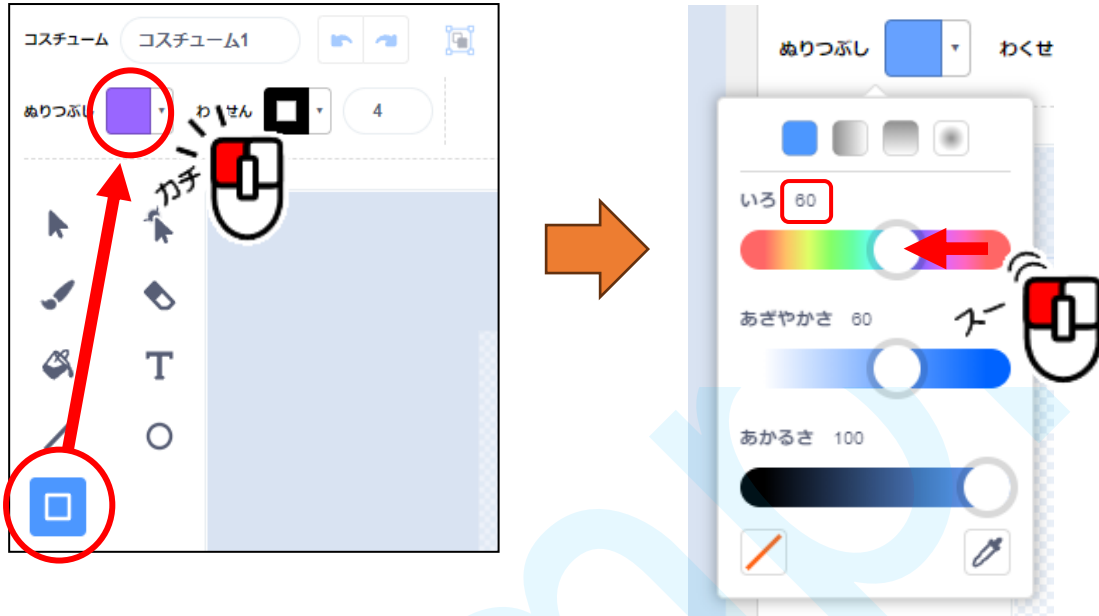 コスチューム コスチューム1
ぬりつぶし わくせん 4
カチ
T
ぬりつぶし わくせ
いろ 60
スー
あざやかさ 60
あかるさ 100